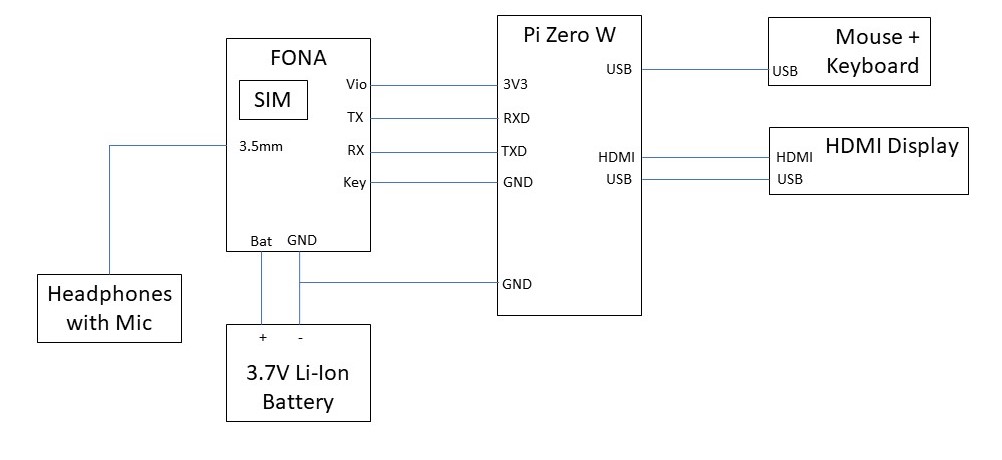 FONA
SIM
Vio
TX
3.5mm
RX
Key
Bat GND
Pi Zero W
3V3
USB
RXD
TXD
HDMI
GND
USB
GND
Mouse +
USB Keyboard
HDMI Display
HDMI
USB
Headphones
with Mic
+ -
3.7V Li-Ion
Battery